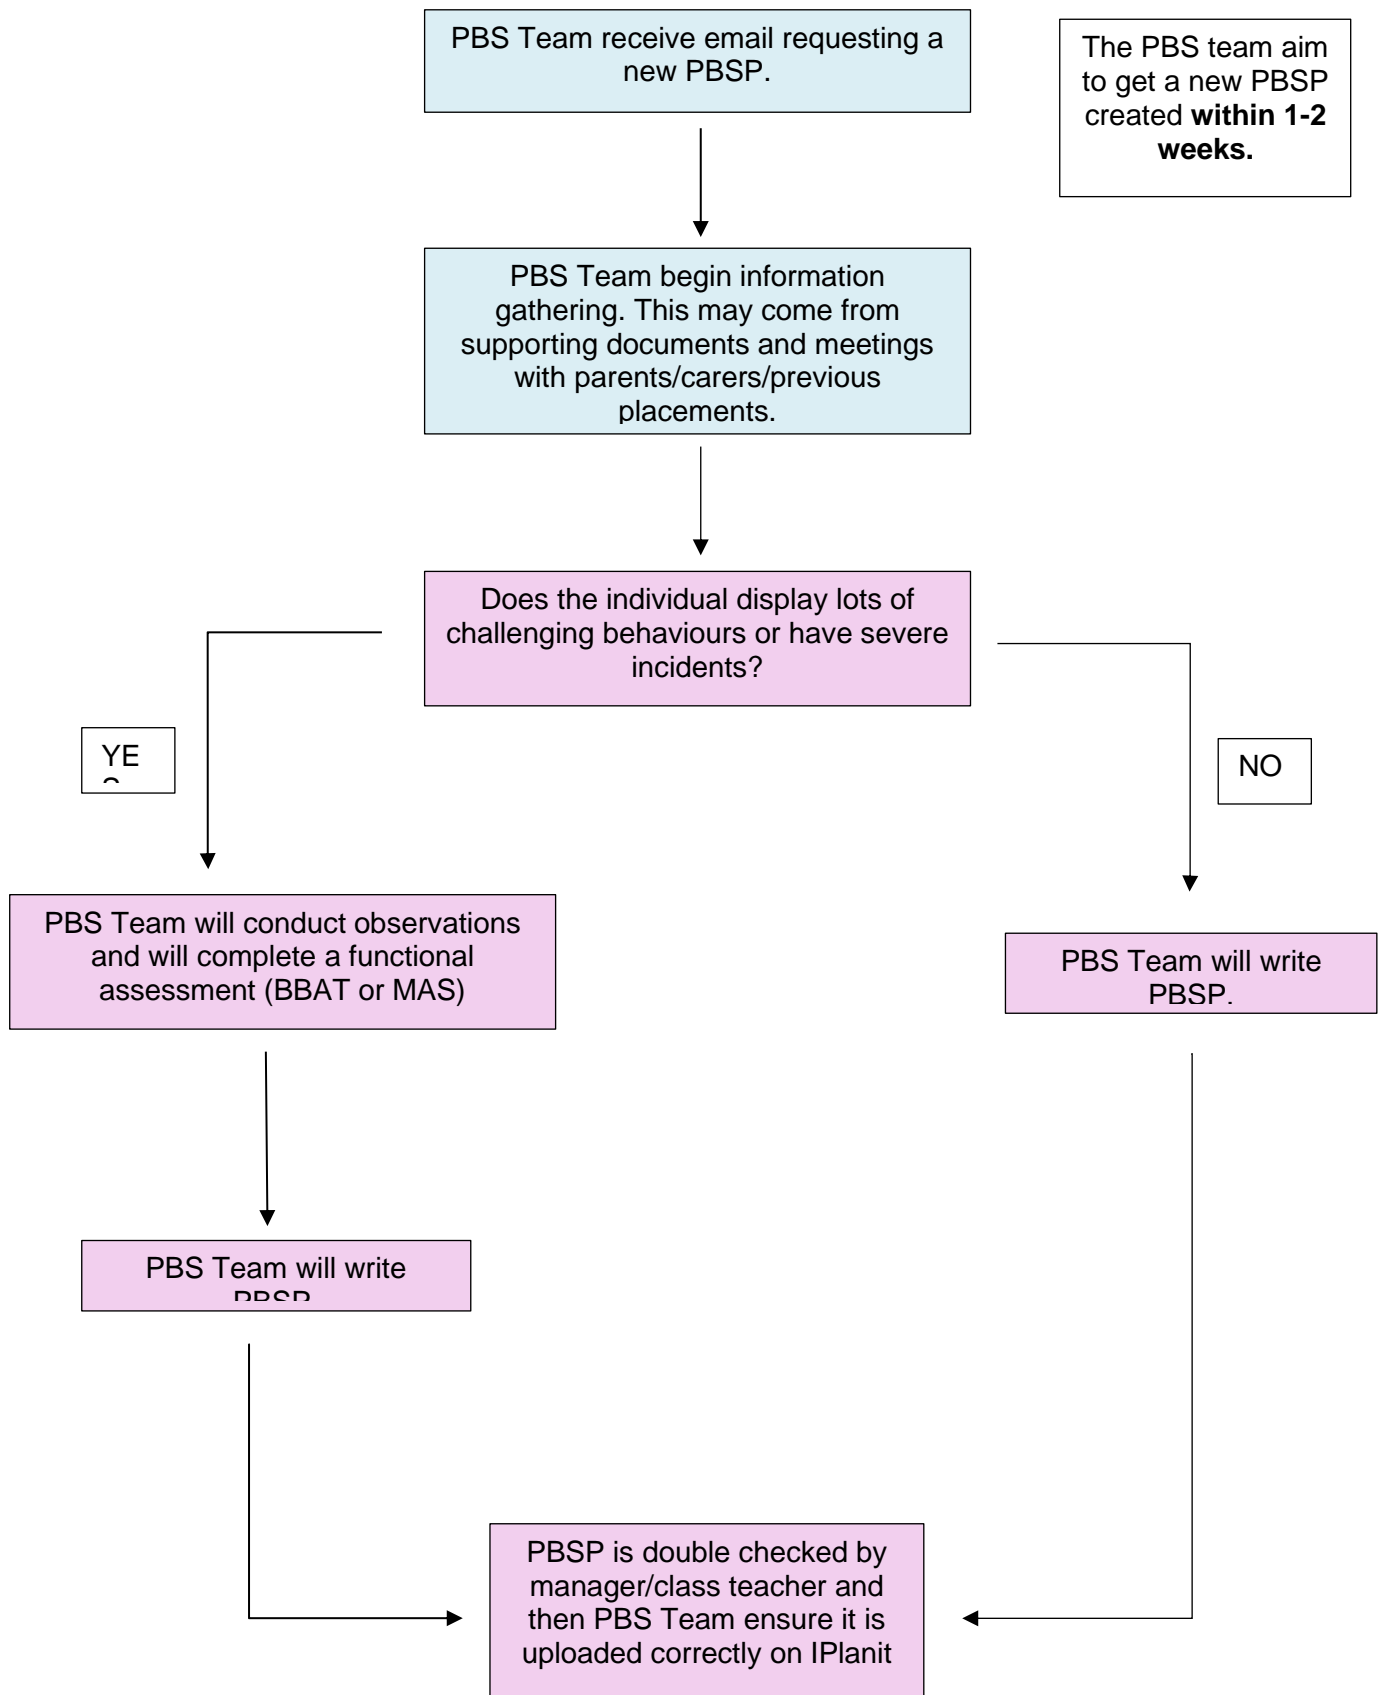 PBS Team receive email requesting a
new PBSP.
The PBS team aim
to get a new PBSP
created within 1-2
weeks.
PBS Team begin information
gathering. This may come from
supporting documents and meetings
with parents/carers/previous
placements.
Does the individual display lots of
challenging behaviours or have severe
incidents?
YE
NO
PBS Team will conduct observations
and will complete a functional
assessment (BBAT or MAS)
PBS Team will write
PBSP.
PBS Team will write
PBSP
PBSP is double checked by
manager/class teacher and
then PBS Team ensure it is
uploaded correctly on IPlanit